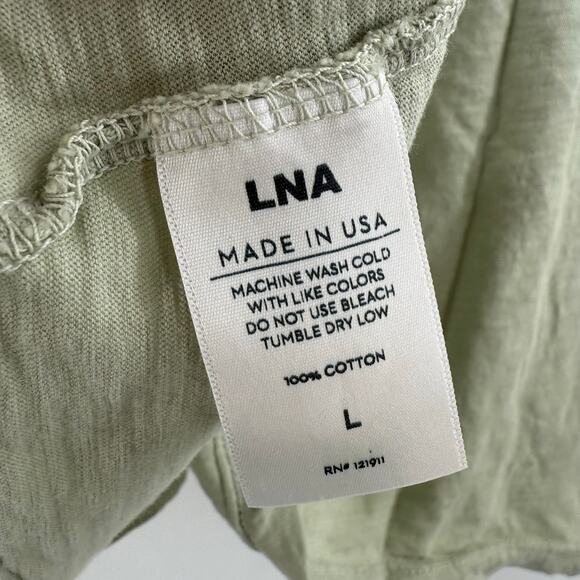 LNA
MADE IN USA
MACHINE WASH COLD
WITH LIKE COLORS
DO NOT USE BLEACH
TUMBLE DRY LOW
100% COTTON
L
RN# 121911